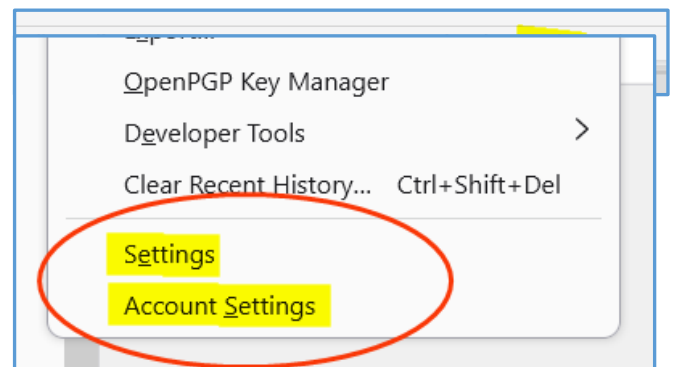 OpenPGP Key Manager
Developer Tools
Clear Recent History... Ctrl+Shift+Del
Settings
Account Settings